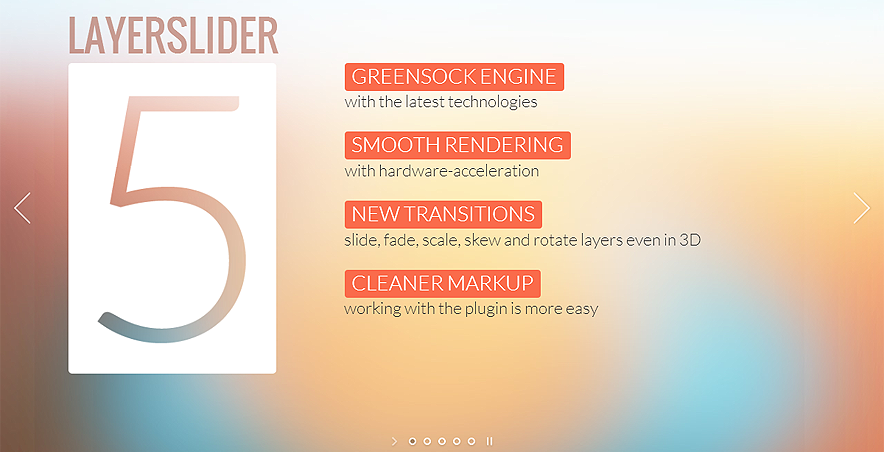 LAYERSLIDER
5
GREENSOCK ENGINE
with the latest technologies
SMOOTH RENDERING
with hardware-acceleration
NEW TRANSITIONS
slide, fade, scale, skew and rotate layers even in 3D
CLEANER MARKUP
working with the plugin is more easy